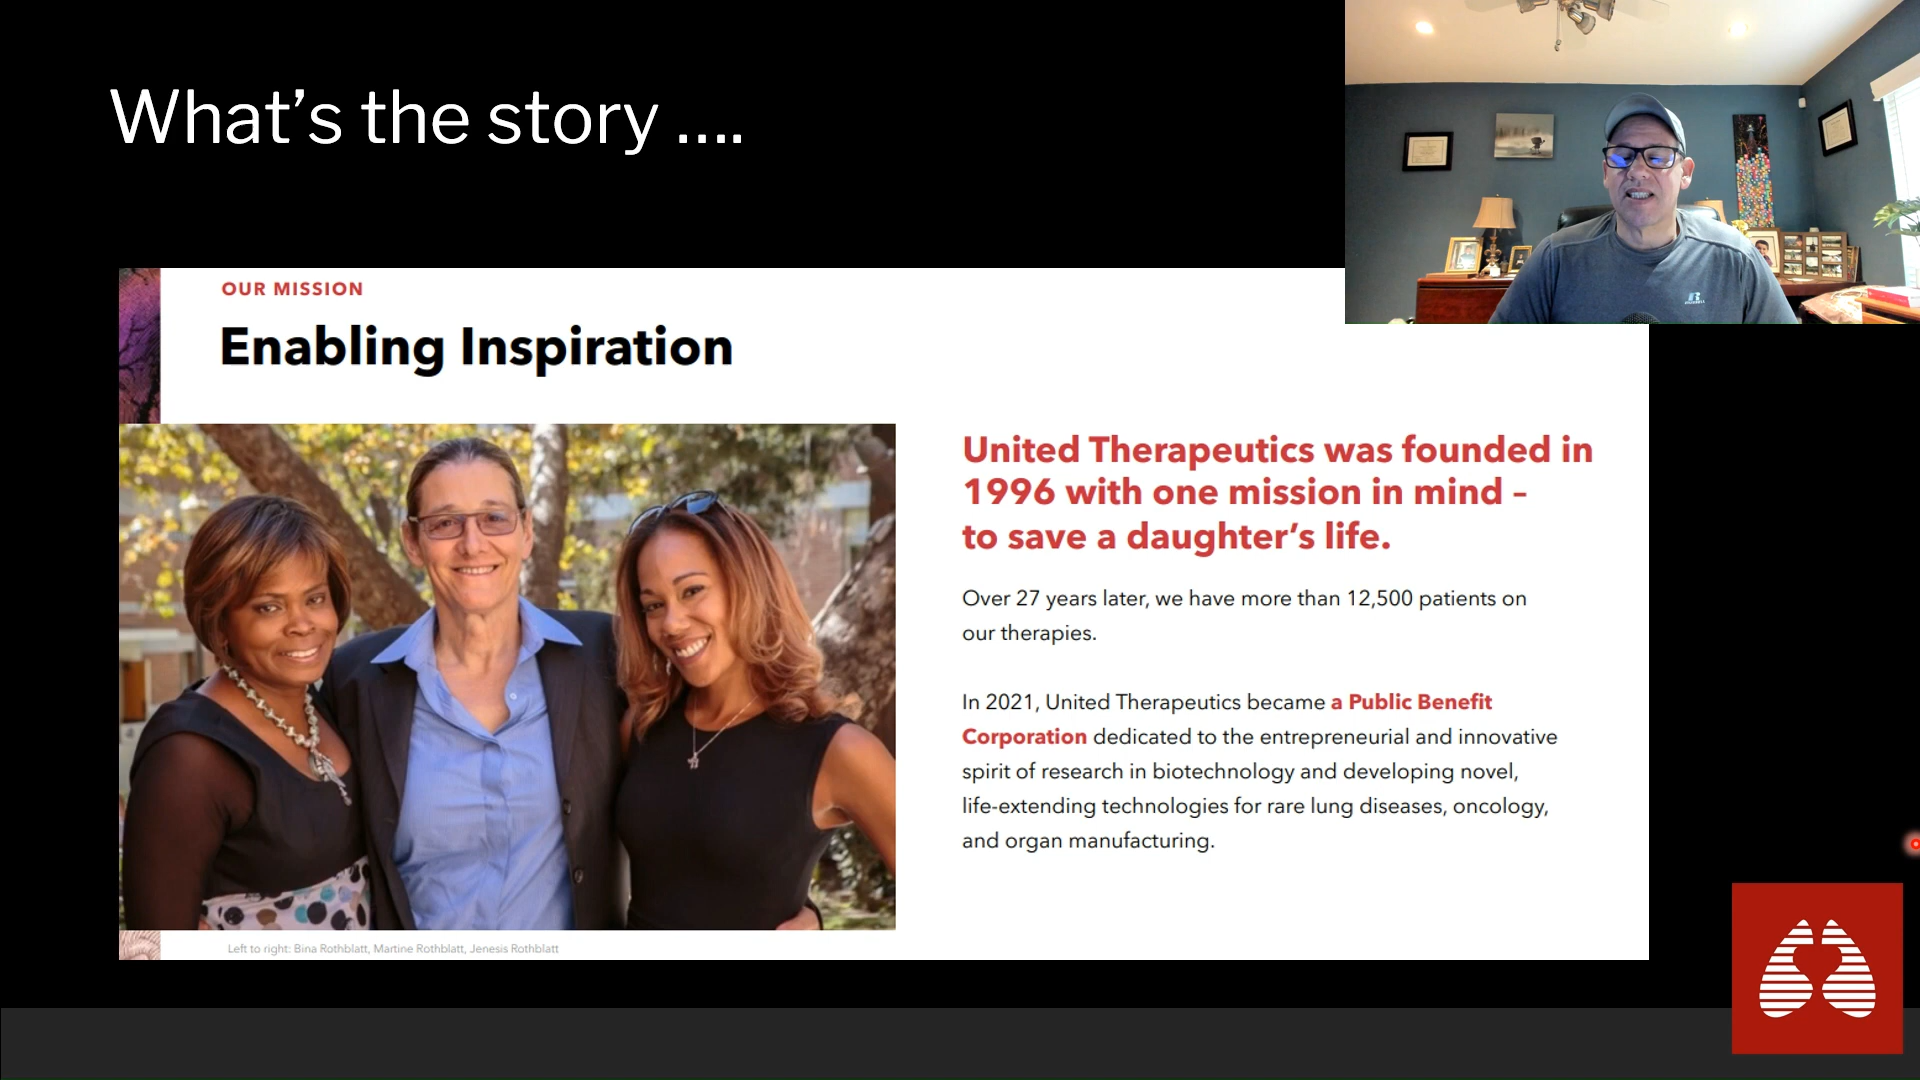 What’s the story ....
OUR MISSION
Enabling Inspiration
United Therapeutics was founded in
1996 with one mission in mind –
to save a daughter’s life.
Over 27 years later, we have more than 12,500 patients on
our therapies.
In 2021, United Therapeutics became a Public Benefit
Corporation dedicated to the entrepreneurial and innovative
spirit of research in biotechnology and developing novel,
life-extending technologies for rare lung diseases, oncology,
and organ manufacturing.
Left to right: Bina Rothblatt, Martine Rothblatt, Jenesis Rothblatt